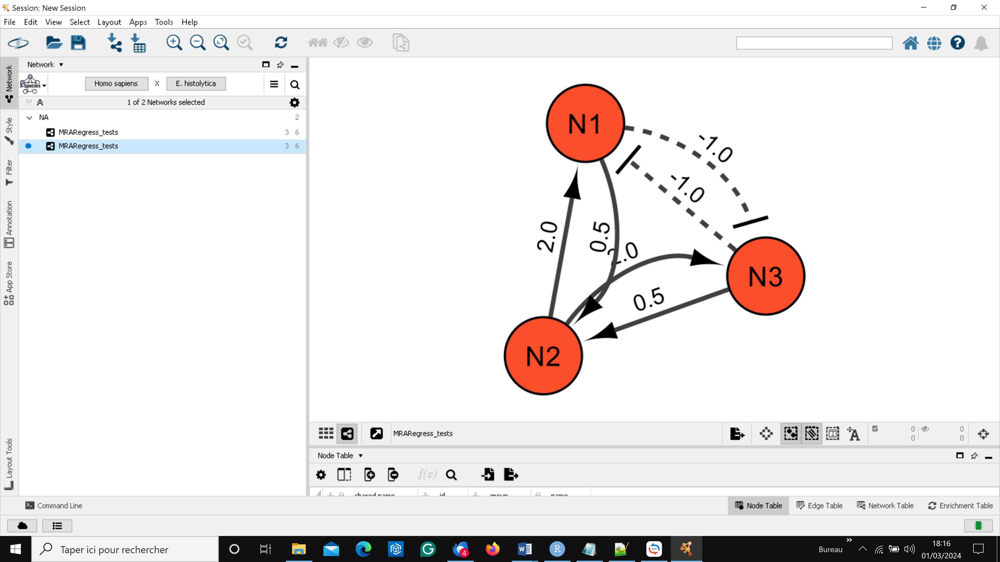 Session: New Session
File Edit View Select Layout Apps Tools Help
Network
X-Species Homo sapiens X E. histolytica
1 of 2 Networks selected
NA 2
MRARegress_tests 3 6
MRARegress_tests 3 6
Network
Style
Filter
Annotation
App Store
Layout Tools
N1
-1.0
-1.0
2.0
0.5
2.0
0.5
N3
N2
MRARegress_tests
0 0
0 0
Node Table
f(x)
shared name id group name
Command Line
Node Table Edge Table Network Table Enrichment Table
Taper ici pour rechercher
4
Bureau
18:16
01/03/2024